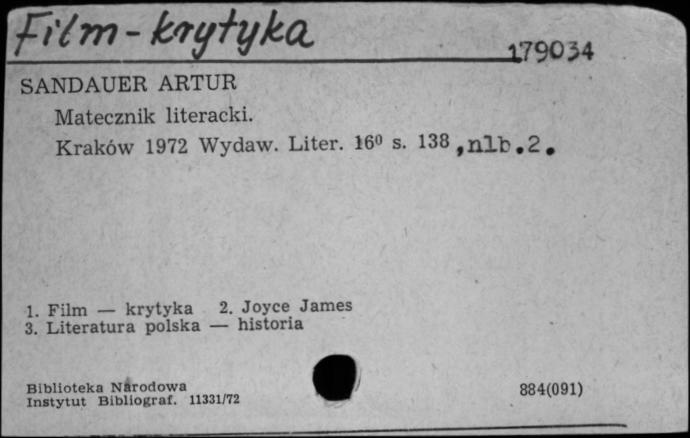 Film - krytyka
179034
SANDAUER ARTUR
Matecznik literacki.
Kraków 1972 Wydaw. Liter. 16⁰ s. 138, nlb. 2.
1. Film — krytyka 2. Joyce James
3. Literatura polska — historia
Biblioteka Narodowa 884(091)
Instytut Bibliograf. 11331/72